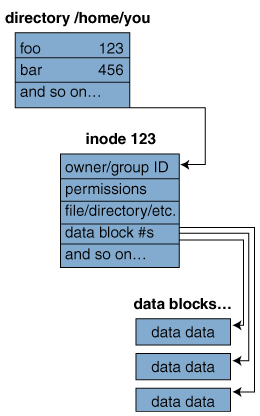 directory /home/you
foo 123
bar 456
and so on…
inode 123
owner/group ID
permissions
file/directory/etc.
data block #s
and so on…
data blocks…
data data
data data
data data